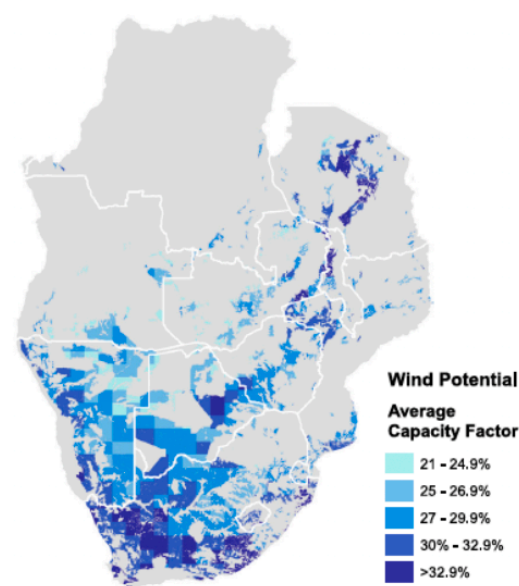 Wind Potential
Average
Capacity Factor
21 - 24.9%
25 - 26.9%
27 - 29.9%
30% - 32.9%
>32.9%